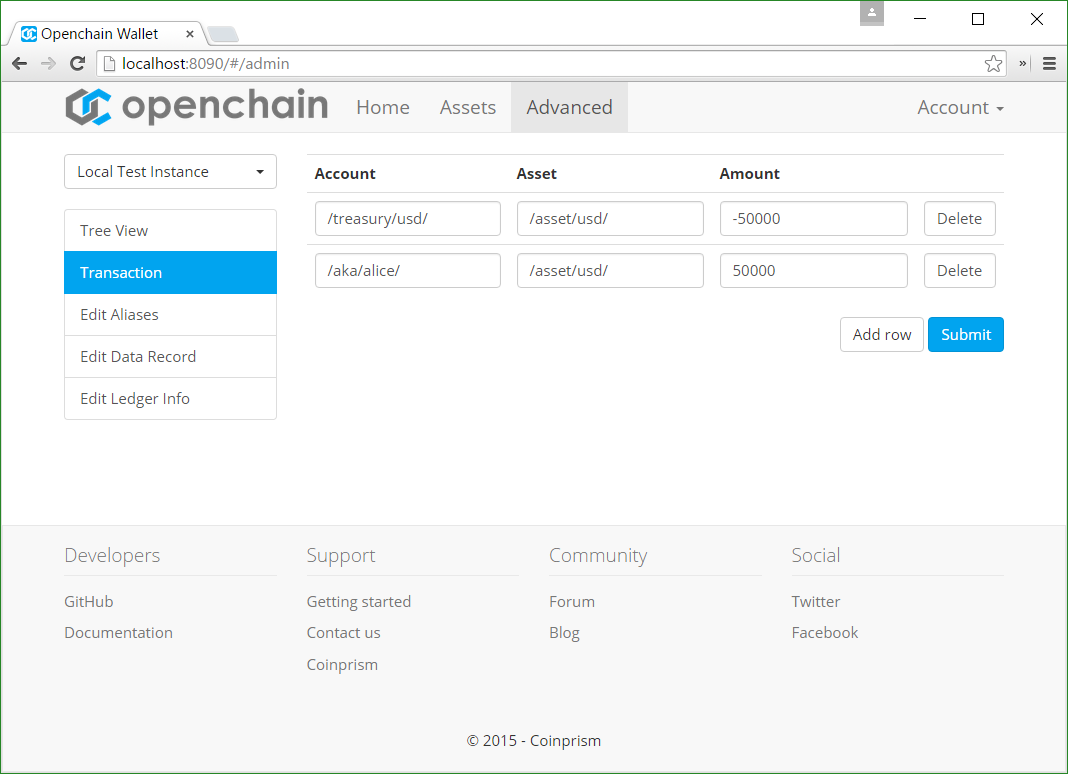 Openchain Wallet
localhost:8090/#/admin
openchain Home Assets Advanced Account
Local Test Instance
Tree View
Transaction
Edit Aliases
Edit Data Record
Edit Ledger Info
Account Asset Amount
/treasury/usd/ /asset/usd/ -50000 Delete
/aka/alice/ /asset/usd/ 50000 Delete
Add row Submit
Developers
GitHub
Documentation
Support
Getting started
Contact us
Coinprism
Community
Forum
Blog
Social
Twitter
Facebook
© 2015 - Coinprism